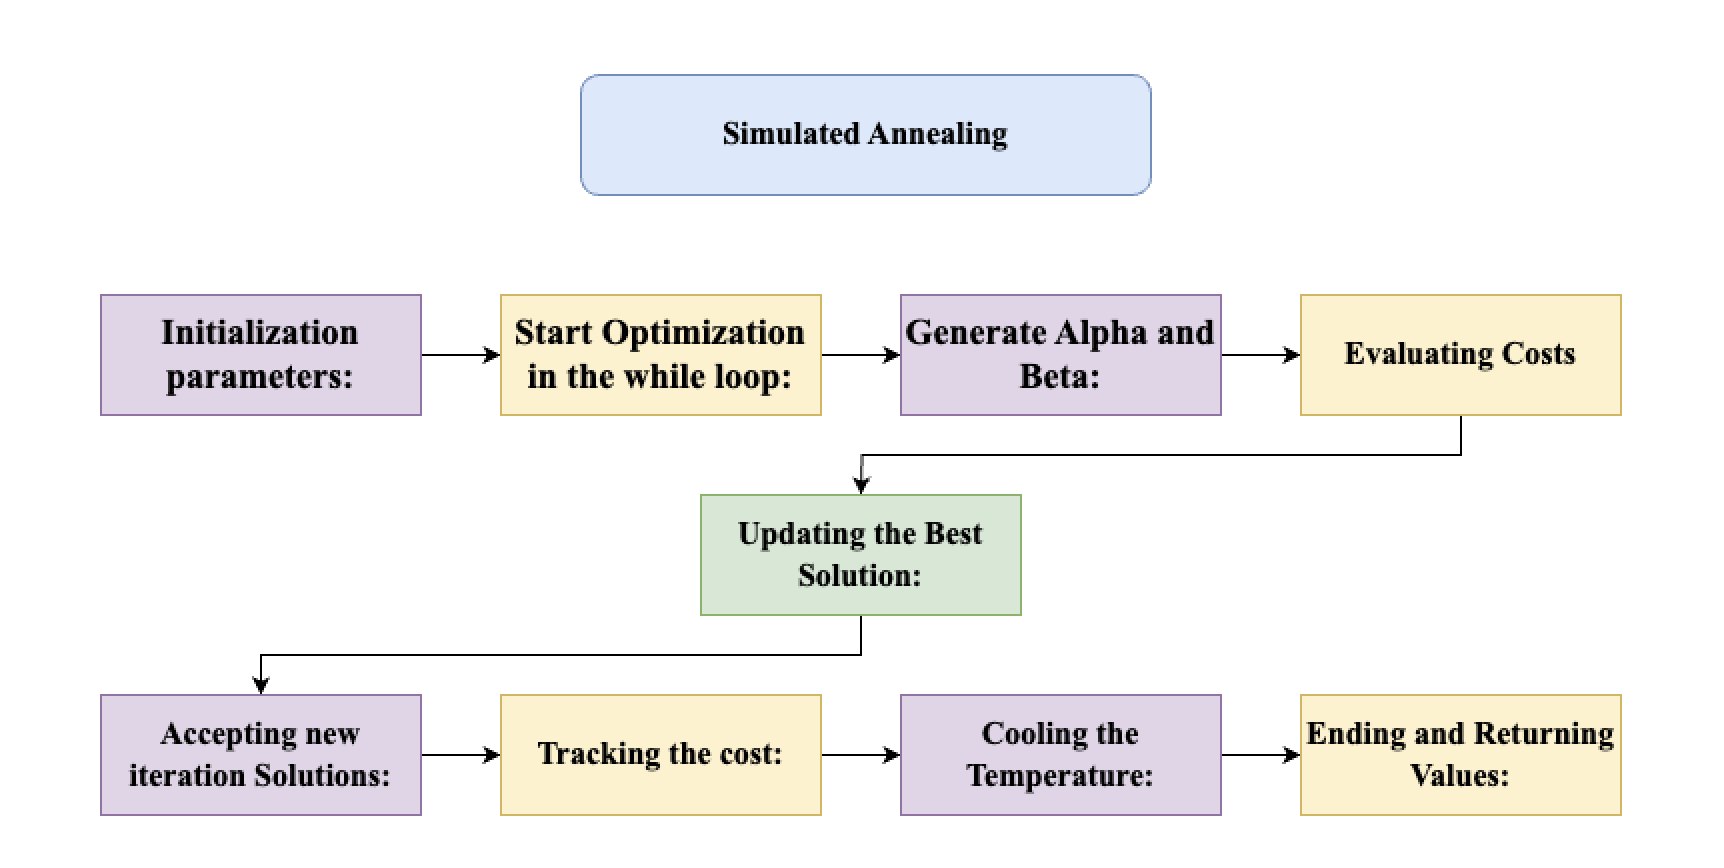 Simulated Annealing
Initialization
parameters:
Start Optimization
in the while loop:
Generate Alpha and
Beta:
Evaluating Costs
Updating the Best
Solution:
Accepting new
iteration Solutions:
Tracking the cost:
Cooling the
Temperature:
Ending and Returning
Values: